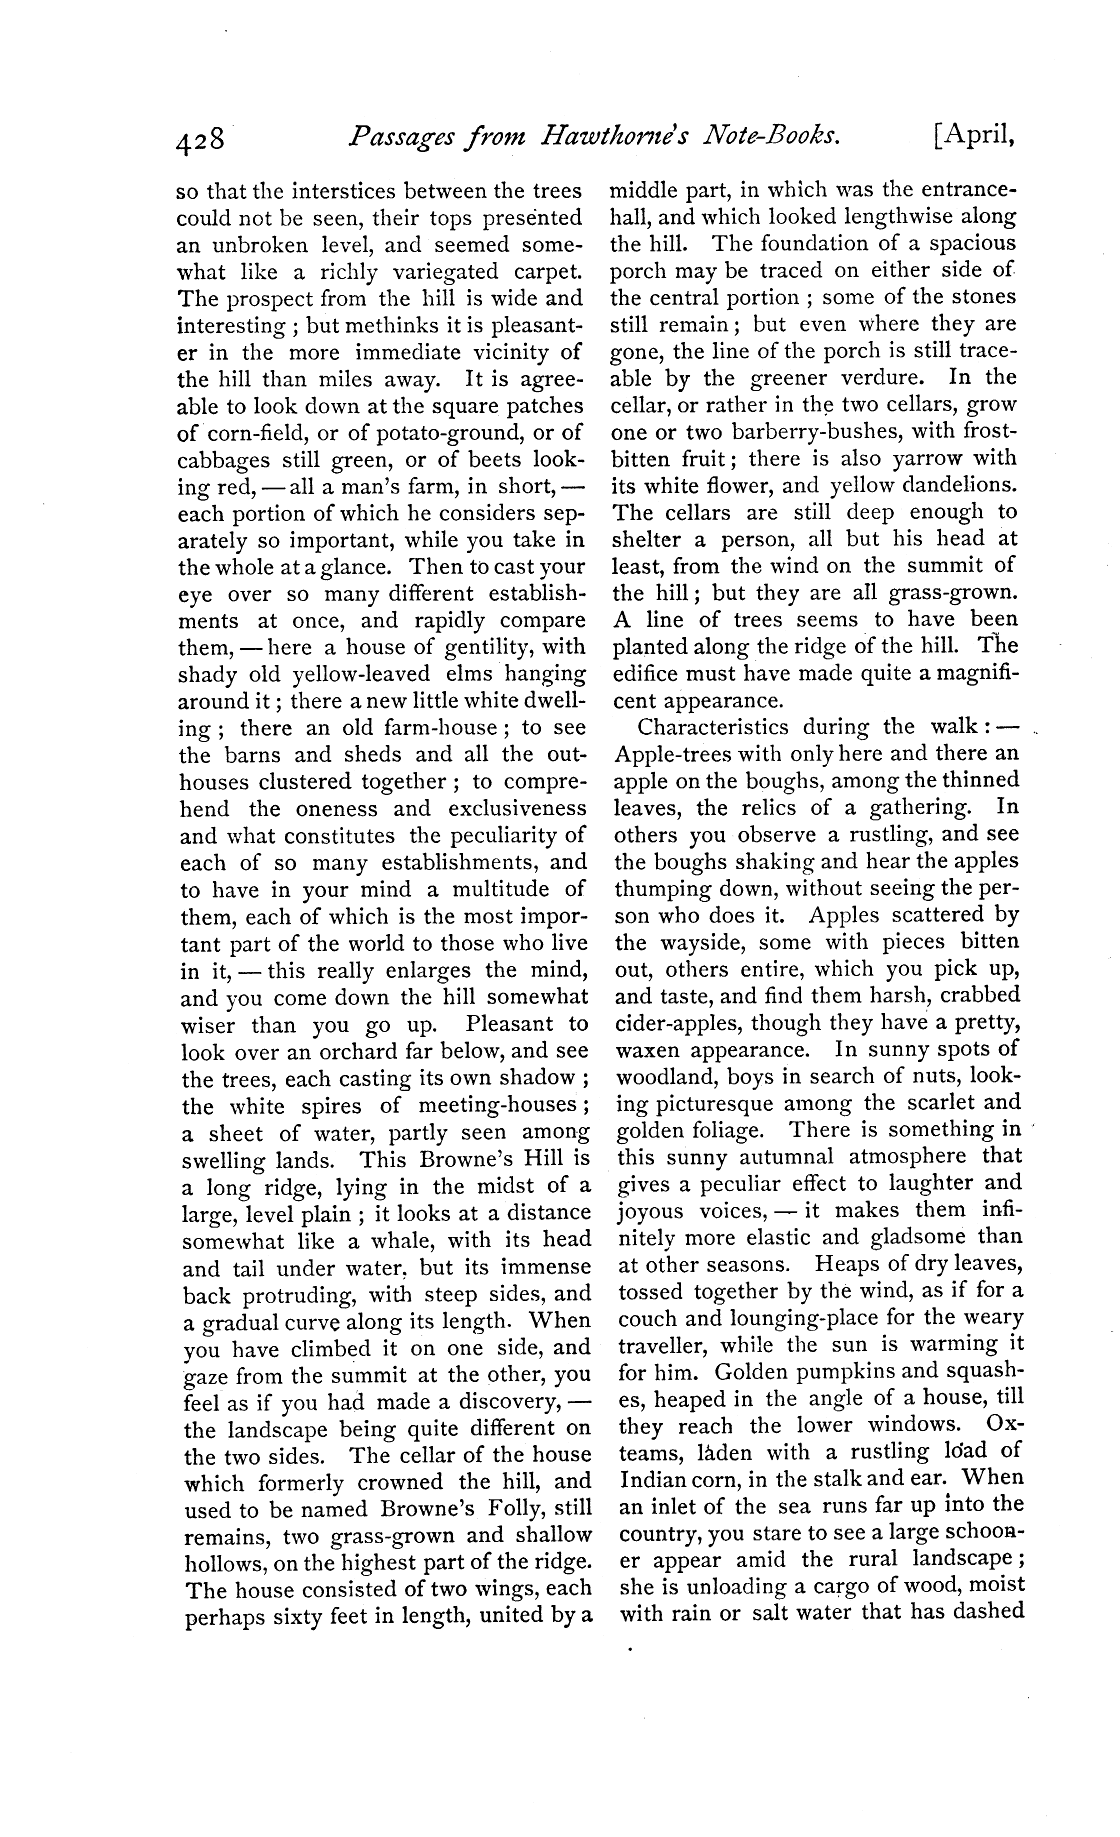 428 Passages from Hawthorne's Note-Books. [April,
so that the interstices between the trees
could not be seen, their tops presented
an unbroken level, and seemed some-
what like a richly variegated carpet.
The prospect from the hill is wide and
interesting ; but methinks it is pleasant-
er in the more immediate vicinity of
the hill than miles away. It is agree-
able to look down at the square patches
of corn-field, or of potato-ground, or of
cabbages still green, or of beets look-
ing red, — all a man's farm, in short, —
each portion of which he considers sep-
arately so important, while you take in
the whole at a glance. Then to cast your
eye over so many different establish-
ments at once, and rapidly compare
them, — here a house of gentility, with
shady old yellow-leaved elms hanging
around it ; there a new little white dwell-
ing ; there an old farm-house ; to see
the barns and sheds and all the out-
houses clustered together ; to compre-
hend the oneness and exclusiveness
and what constitutes the peculiarity of
each of so many establishments, and
to have in your mind a multitude of
them, each of which is the most impor-
tant part of the world to those who live
in it, — this really enlarges the mind,
and you come down the hill somewhat
wiser than you go up. Pleasant to
look over an orchard far below, and see
the trees, each casting its own shadow ;
the white spires of meeting-houses ;
a sheet of water, partly seen among
swelling lands. This Browne's Hill is
a long ridge, lying in the midst of a
large, level plain ; it looks at a distance
somewhat like a whale, with its head
and tail under water, but its immense
back protruding, with steep sides, and
a gradual curve along its length. When
you have climbed it on one side, and
gaze from the summit at the other, you
feel as if you had made a discovery, —
the landscape being quite different on
the two sides. The cellar of the house
which formerly crowned the hill, and
used to be named Browne's Folly, still
remains, two grass-grown and shallow
hollows, on the highest part of the ridge.
The house consisted of two wings, each
perhaps sixty feet in length, united by a
middle part, in which was the entrance-
hall, and which looked lengthwise along
the hill. The foundation of a spacious
porch may be traced on either side of
the central portion ; some of the stones
still remain ; but even where they are
gone, the line of the porch is still trace-
able by the greener verdure. In the
cellar, or rather in the two cellars, grow
one or two barberry-bushes, with frost-
bitten fruit ; there is also yarrow with
its white flower, and yellow dandelions.
The cellars are still deep enough to
shelter a person, all but his head at
least, from the wind on the summit of
the hill ; but they are all grass-grown.
A line of trees seems to have been
planted along the ridge of the hill. The
edifice must have made quite a magnifi-
cent appearance.
Characteristics during the walk : —
Apple-trees with only here and there an
apple on the boughs, among the thinned
leaves, the relics of a gathering. In
others you observe a rustling, and see
the boughs shaking and hear the apples
thumping down, without seeing the per-
son who does it. Apples scattered by
the wayside, some with pieces bitten
out, others entire, which you pick up,
and taste, and find them harsh, crabbed
cider-apples, though they have a pretty,
waxen appearance. In sunny spots of
woodland, boys in search of nuts, look-
ing picturesque among the scarlet and
golden foliage. There is something in
this sunny autumnal atmosphere that
gives a peculiar effect to laughter and
joyous voices, — it makes them infi-
nitely more elastic and gladsome than
at other seasons. Heaps of dry leaves,
tossed together by the wind, as if for a
couch and lounging-place for the weary
traveller, while the sun is warming it
for him. Golden pumpkins and squash-
es, heaped in the angle of a house, till
they reach the lower windows. Ox-
teams, laden with a rustling load of
Indian corn, in the stalk and ear. When
an inlet of the sea runs far up into the
country, you stare to see a large schoon-
er appear amid the rural landscape ;
she is unloading a cargo of wood, moist
with rain or salt water that has dashed